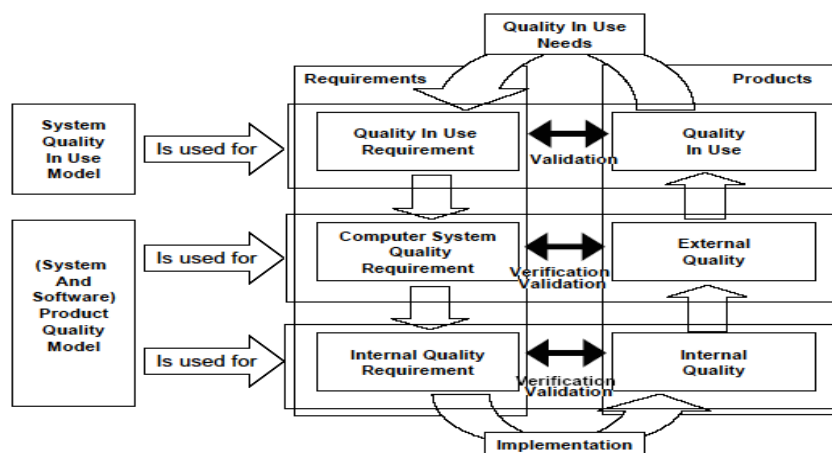 Quality In Use
Needs
Requirements
Products
System
Quality
In Use
Model
Is used for
Quality In Use
Requirement
Validation
Quality
In Use
(System
And
Software)
Product
Quality
Model
Is used for
Computer System
Quality
Requirement
Verification
Validation
External
Quality
Is used for
Internal Quality
Requirement
Verification
Validation
Internal
Quality
Implementation